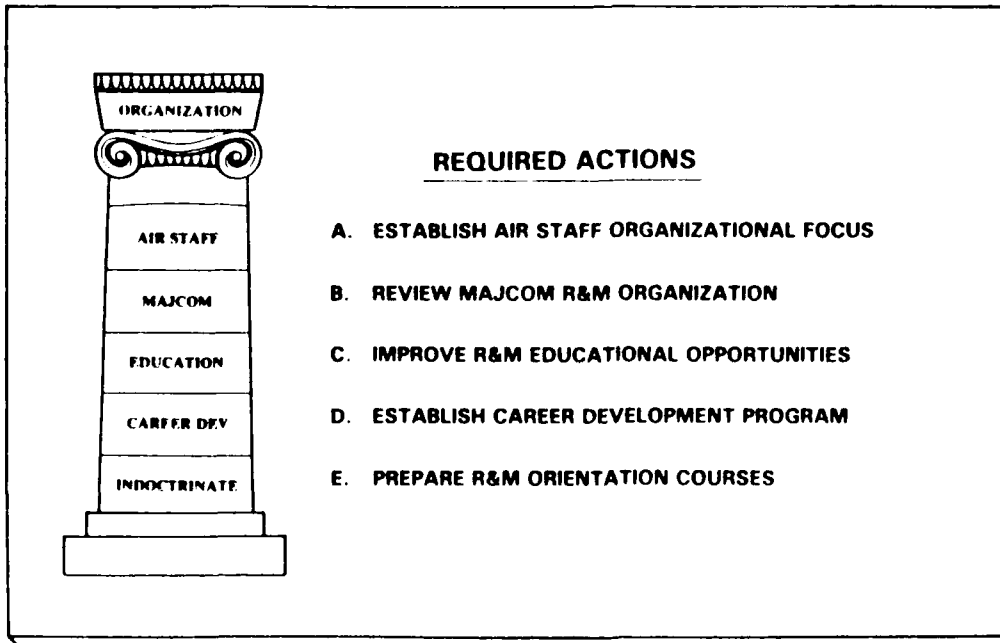 ORGANIZATION
AIR STAFF
MAJCOM
EDUCATION
CAREER DEV
INDOCTRINATE
REQUIRED ACTIONS
A. ESTABLISH AIR STAFF ORGANIZATIONAL FOCUS
B. REVIEW MAJCOM R&M ORGANIZATION
C. IMPROVE R&M EDUCATIONAL OPPORTUNITIES
D. ESTABLISH CAREER DEVELOPMENT PROGRAM
E. PREPARE R&M ORIENTATION COURSES